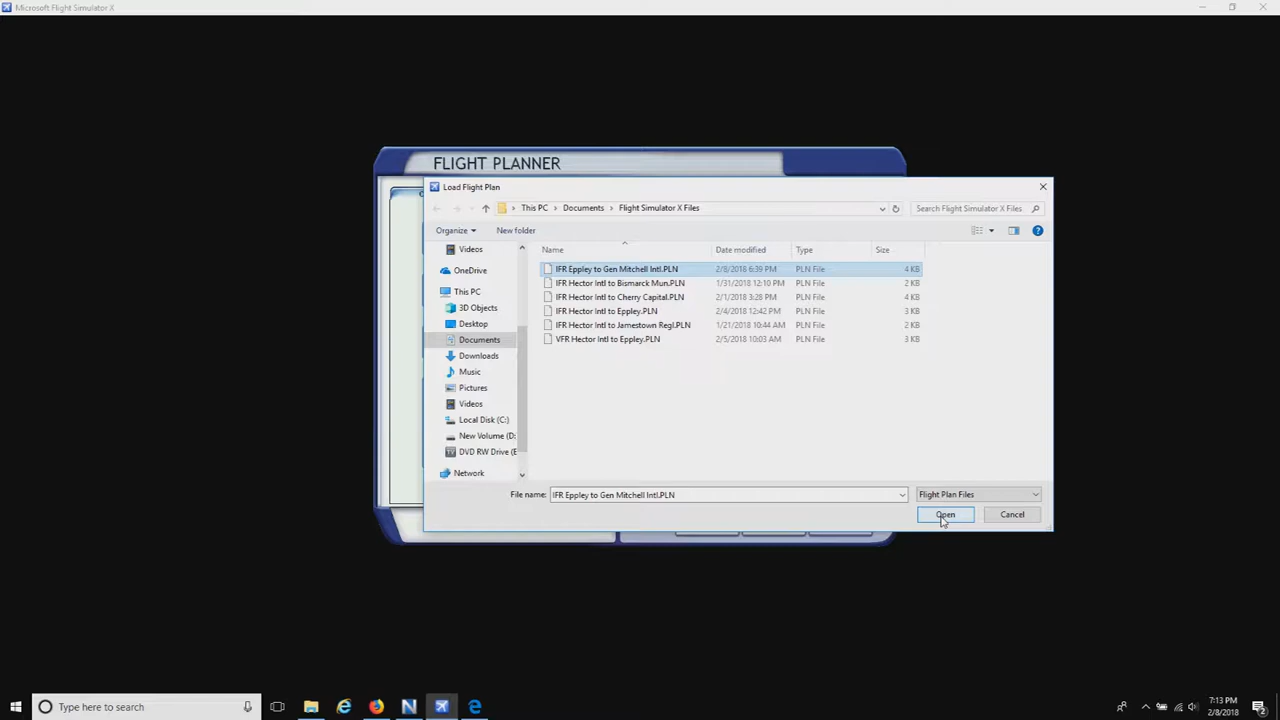 Microsoft Flight Simulator X
FLIGHT PLANNER
Load Flight Plan
This PC > Documents > Flight Simulator X Files
Search Flight Simulator X Files
Organize
New folder
Name Date modified Type Size
IFR Eppley to Gen Mitchell Intl.PLN 2/8/2018 6:39 PM PLN File 4 KB
IFR Hector Intl to Bismarck Mun.PLN 1/31/2018 12:10 PM PLN File 2 KB
IFR Hector Intl to Cherry Capital.PLN 2/1/2018 3:28 PM PLN File 4 KB
IFR Hector Intl to Eppley.PLN 2/4/2018 12:42 PM PLN File 3 KB
IFR Hector Intl to Jamestown Regl.PLN 1/21/2018 10:44 AM PLN File 2 KB
VFR Hector Intl to Eppley.PLN 2/5/2018 10:03 AM PLN File 3 KB
Videos
OneDrive
This PC
3D Objects
Desktop
Documents
Downloads
Music
Pictures
Videos
Local Disk (C:)
New Volume (D:
DVD RW Drive (E
Network
File name: IFR Eppley to Gen Mitchell Intl.PLN
Flight Plan Files
Open
Cancel
Type here to search
7:13 PM
2/8/2018
2